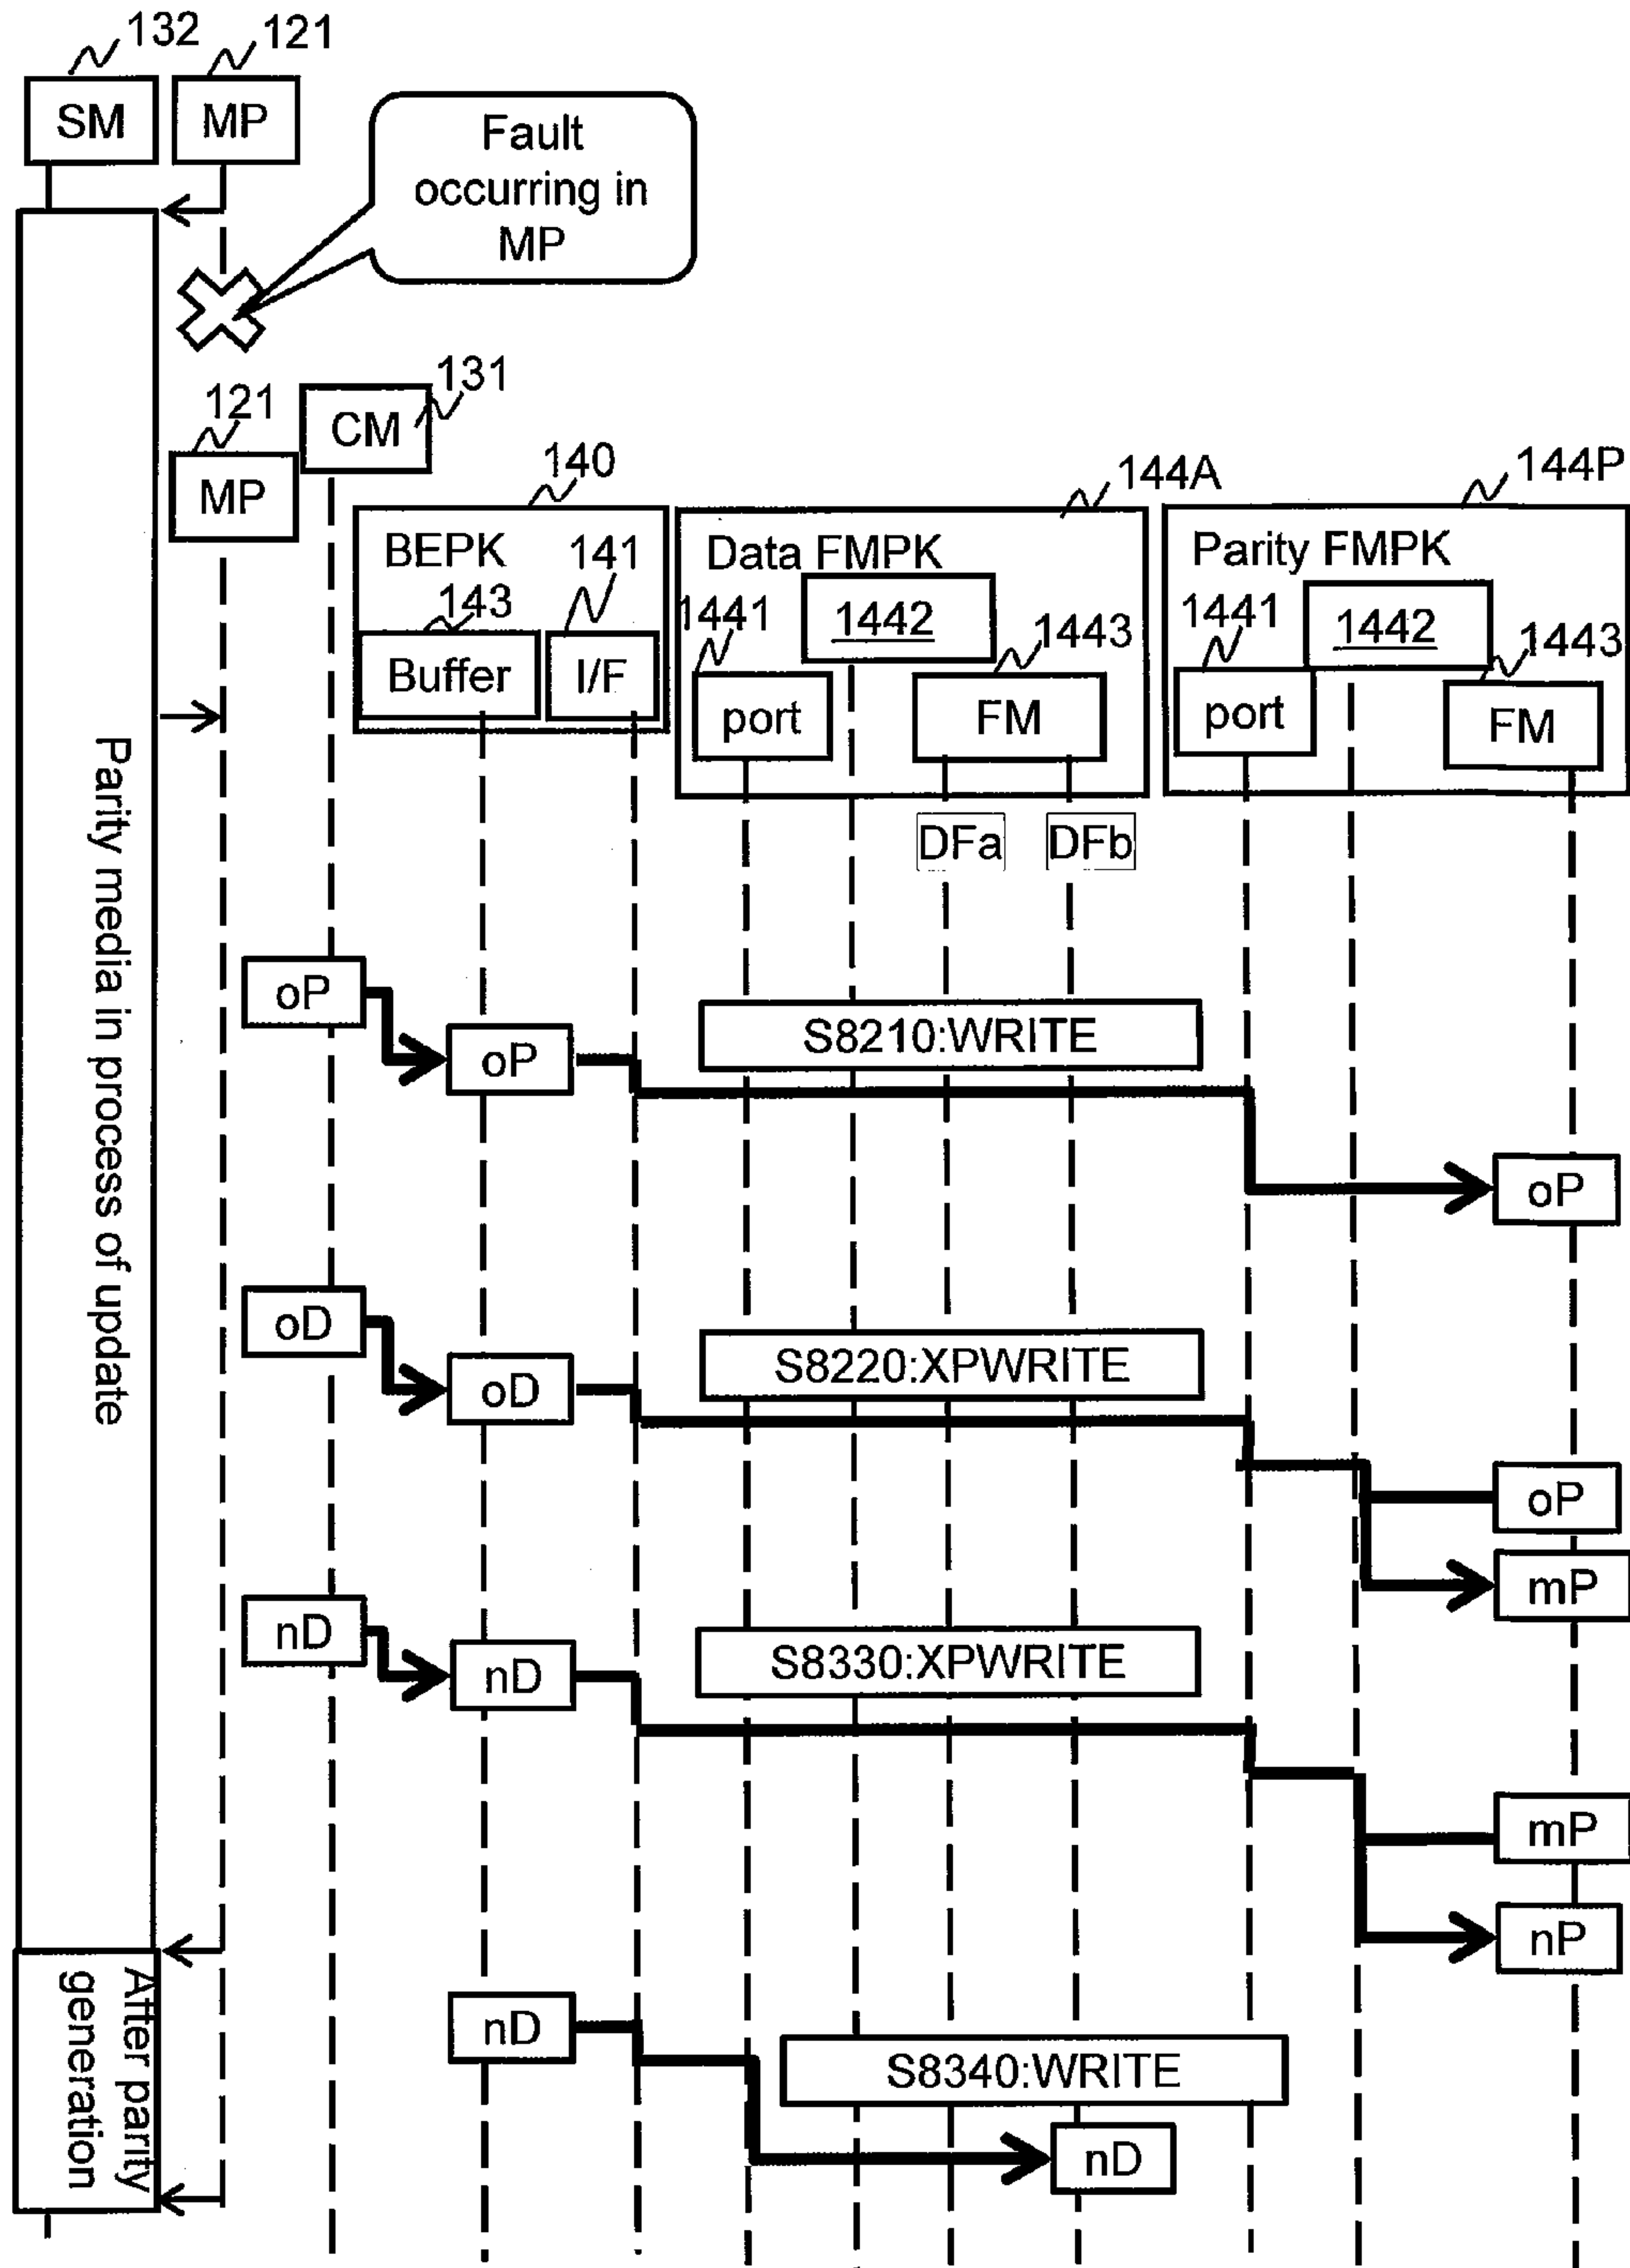 132
121
SM
MP
Fault
occurring in
MP
131
121
CM
MP
140
144A
144P
BEPK
141
143
Buffer
I/F
Data FMPK
1441
1442
1443
port
FM
Parity FMPK
1441
1442
1443
port
FM
DFa
DFb
Parity media in process of update
oP
oP
S8210:WRITE
oP
oD
oD
S8220:XPWRITE
oP
mP
nD
nD
S8330:XPWRITE
mP
nP
After parity
generation
nD
S8340:WRITE
nD